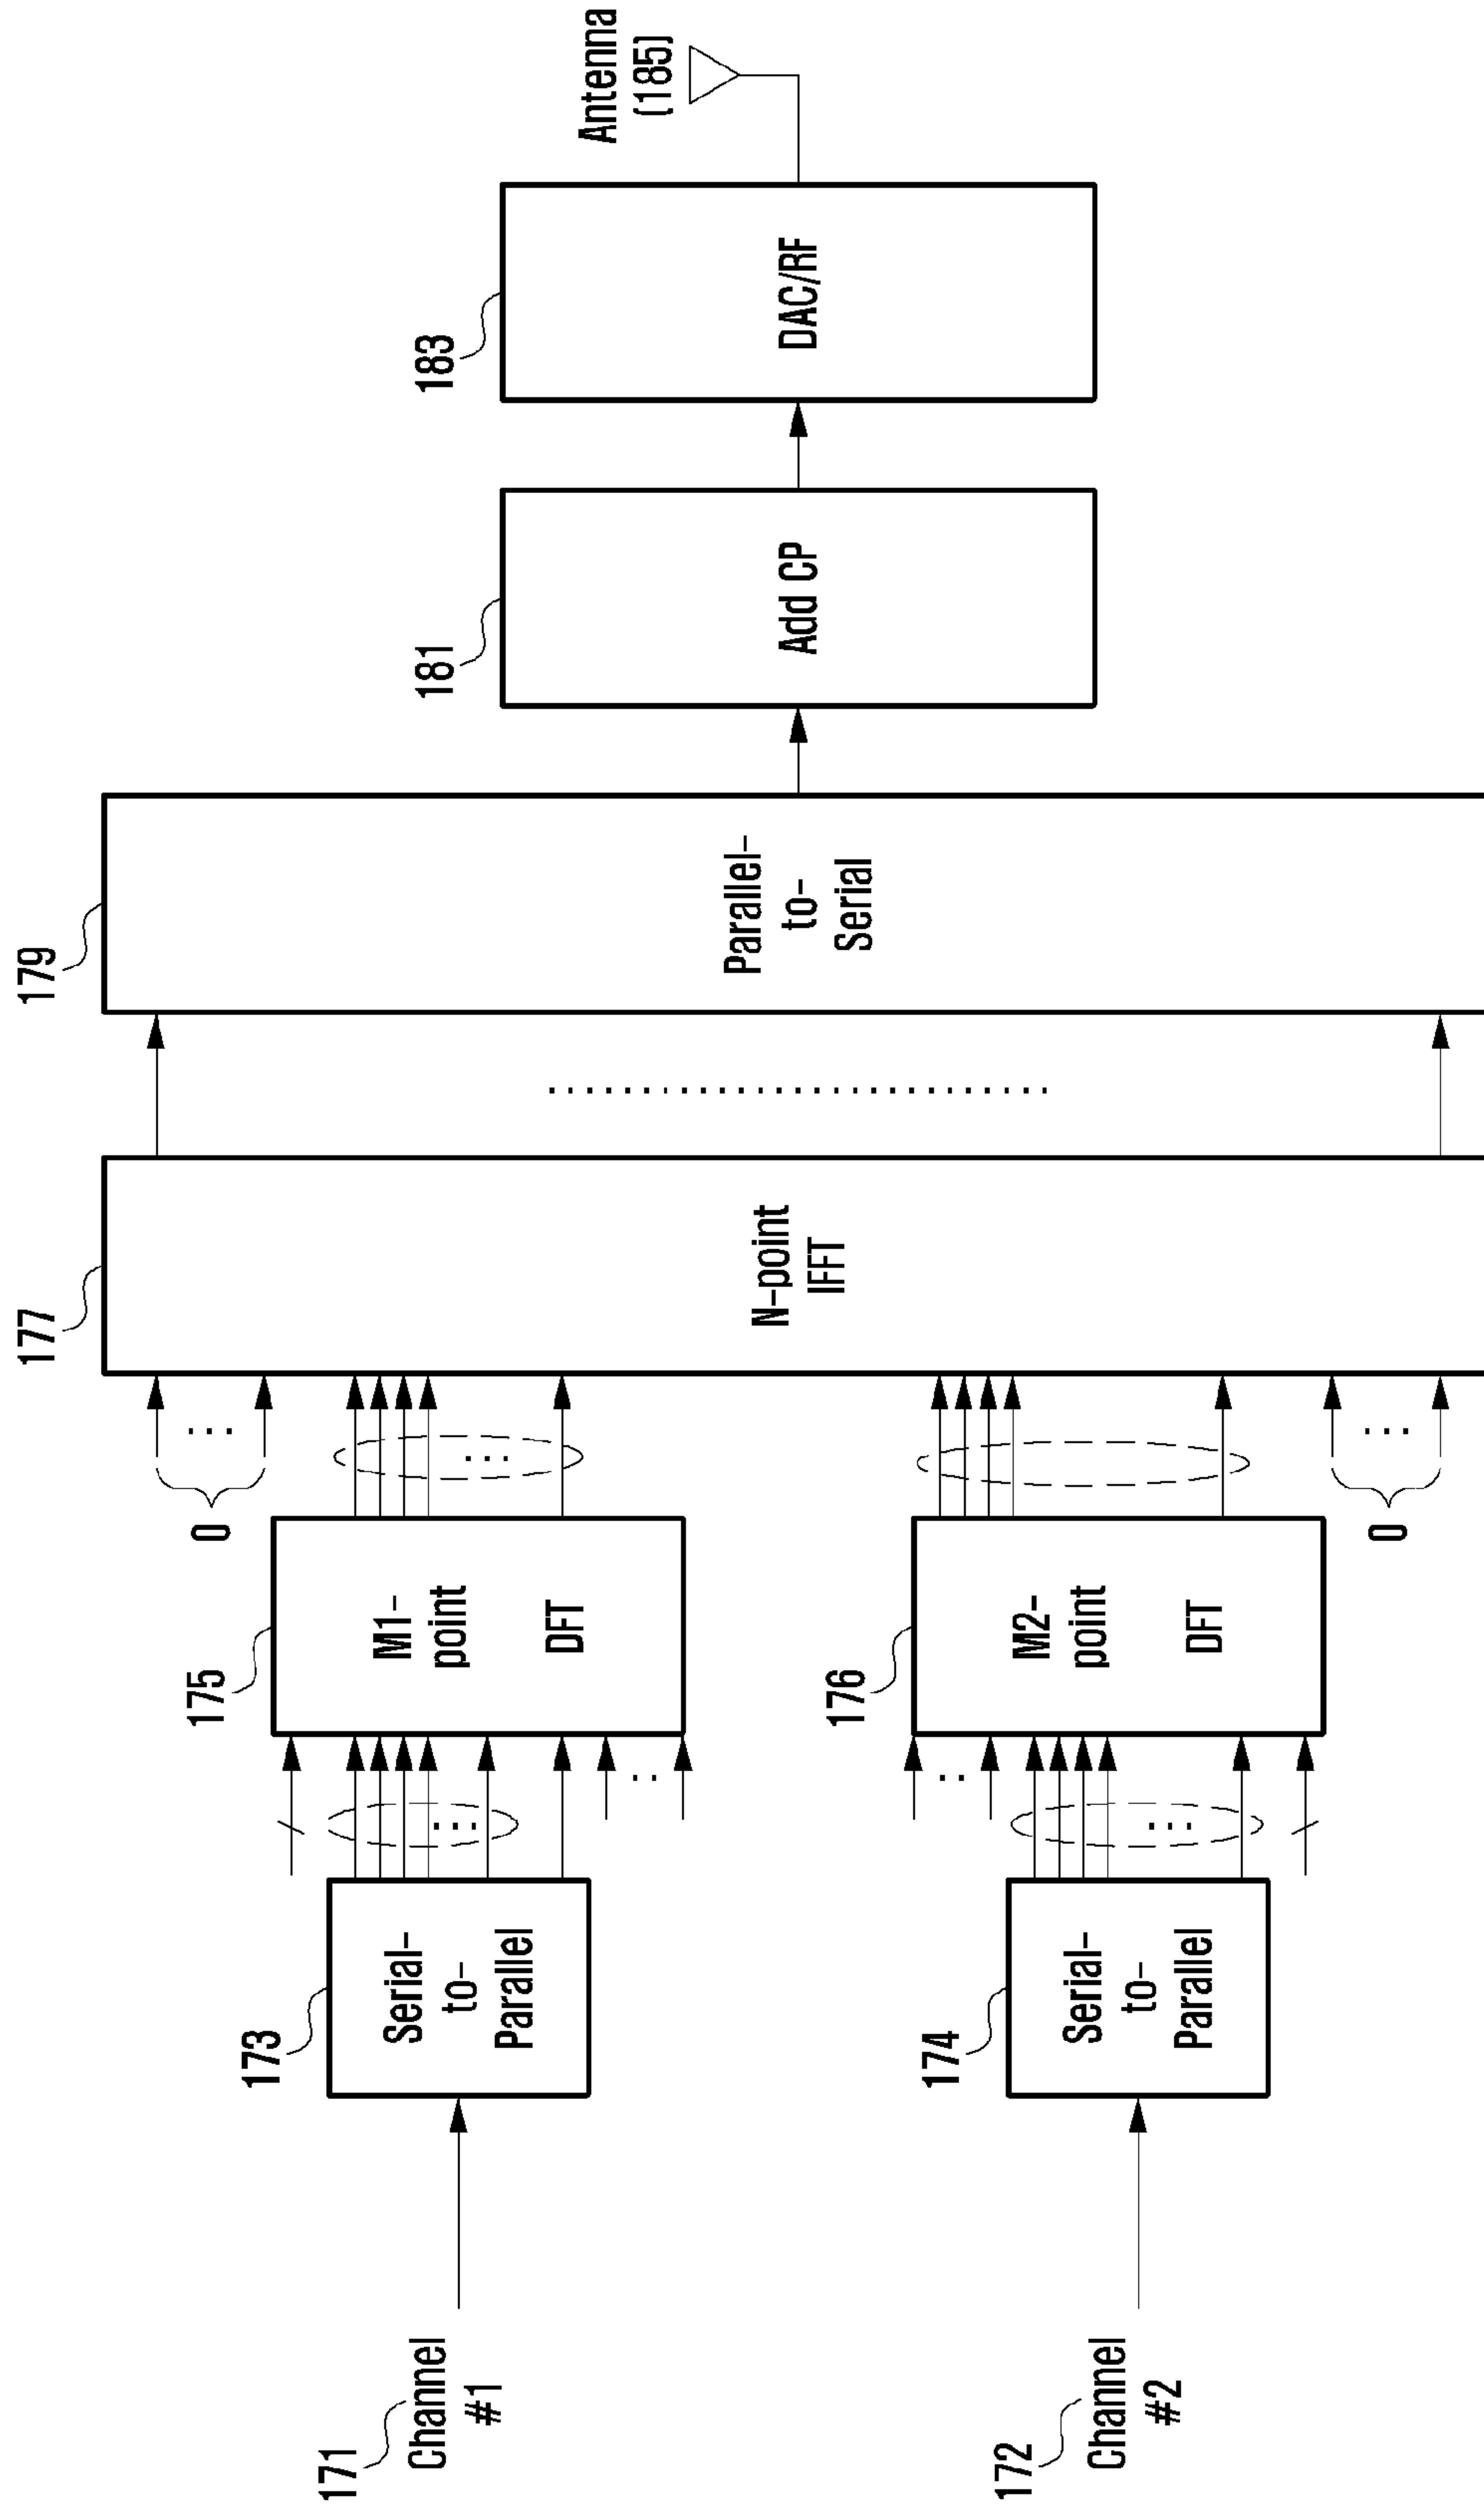 171
Channel
#1
173
Serial-
to-
Parallel
175
M1-
point
DFT
0
...
...
...
..
172
Channel
#2
174
Serial-
to-
Parallel
176
M2-
point
DFT
..
...
0
...
177
N-point
IFFT
179
Parallel-
to-
Serial
181
Add CP
183
DAC/RF
Antenna
(185)